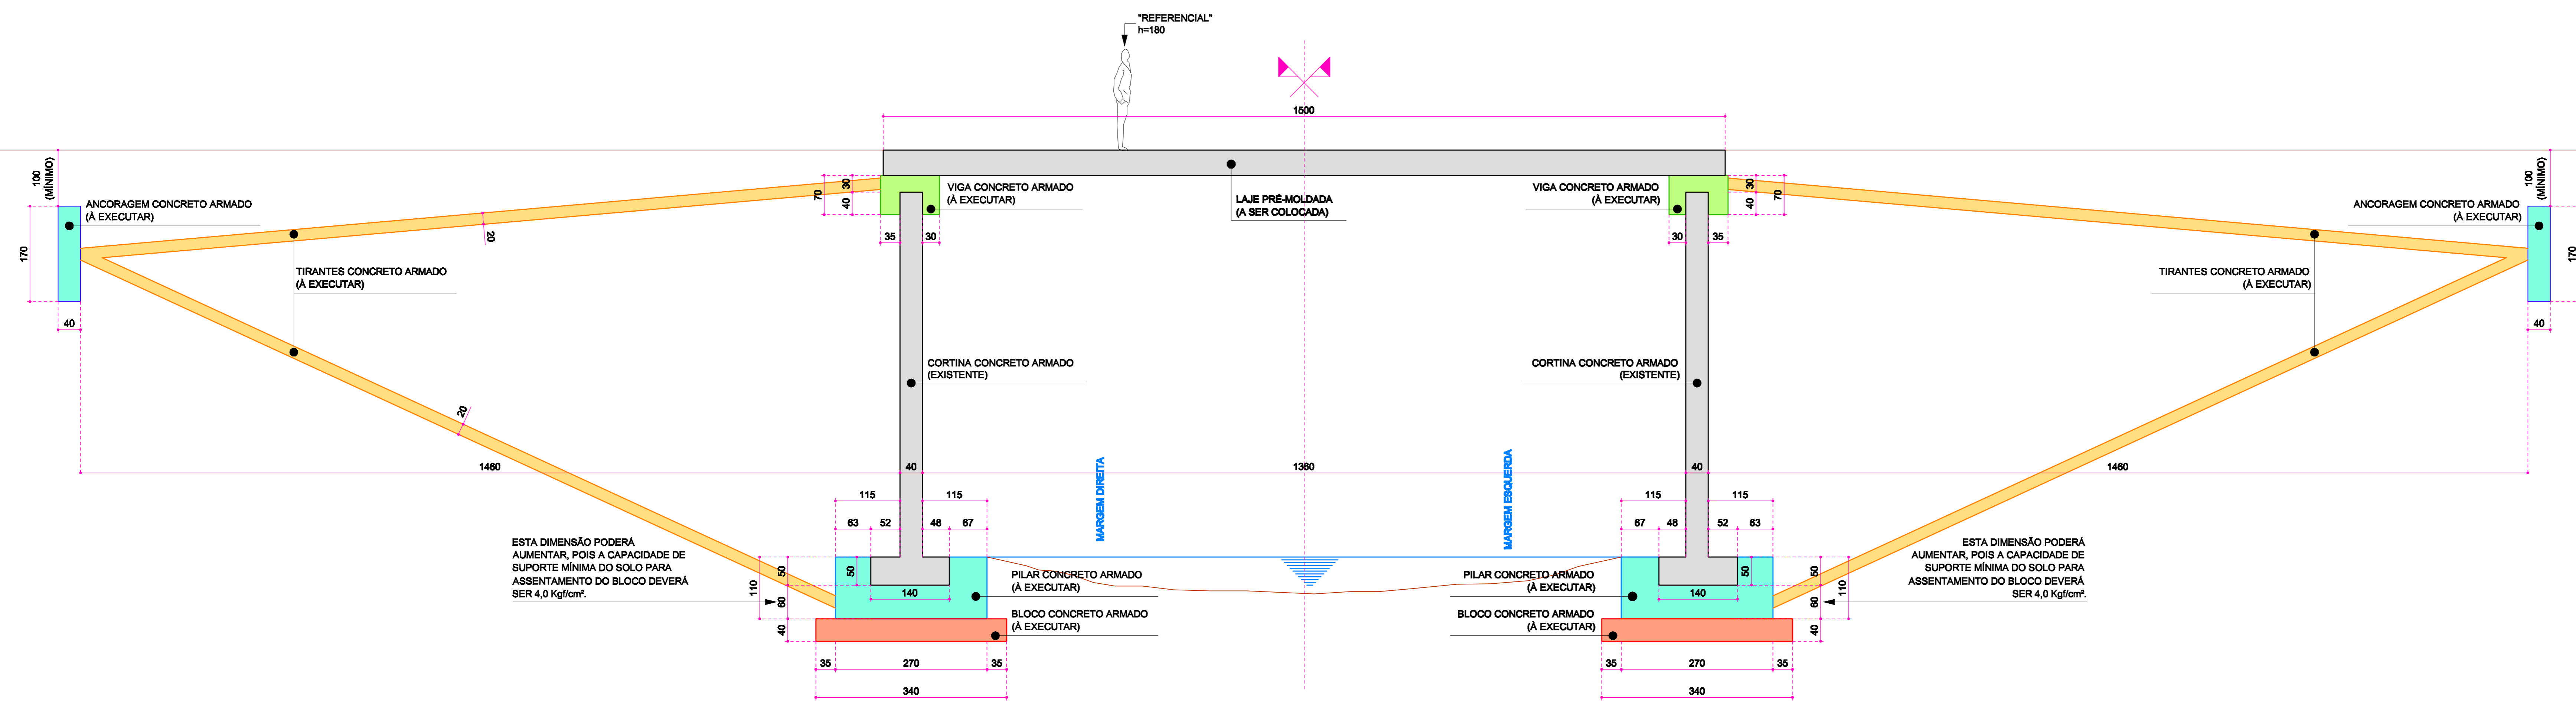 "REFERENCIAL"
h=180
1500
100
(MÍNIMO)
170
40
ANCORAGEM CONCRETO ARMADO
(À EXECUTAR)
20
TIRANTES CONCRETO ARMADO
(À EXECUTAR)
20
70
30
40
35
30
VIGA CONCRETO ARMADO
(À EXECUTAR)
LAJE PRÉ-MOLDADA
(A SER COLOCADA)
VIGA CONCRETO ARMADO
(À EXECUTAR)
30
40
70
30
35
ANCORAGEM CONCRETO ARMADO
(À EXECUTAR)
100
(MÍNIMO)
170
40
TIRANTES CONCRETO ARMADO
(À EXECUTAR)
CORTINA CONCRETO ARMADO
(EXISTENTE)
CORTINA CONCRETO ARMADO
(EXISTENTE)
1460
40
1360
40
1460
MARGEM DIREITA
MARGEM ESQUERDA
115
115
63
52
48
67
115
115
67
48
52
63
ESTA DIMENSÃO PODERÁ
AUMENTAR, POIS A CAPACIDADE DE
SUPORTE MÍNIMA DO SOLO PARA
ASSENTAMENTO DO BLOCO DEVERÁ
SER 4,0 Kgf/cm².
110
50
60
40
50
140
PILAR CONCRETO ARMADO
(À EXECUTAR)
BLOCO CONCRETO ARMADO
(À EXECUTAR)
35
270
35
340
PILAR CONCRETO ARMADO
(À EXECUTAR)
BLOCO CONCRETO ARMADO
(À EXECUTAR)
140
50
50
60
40
110
35
270
35
340
ESTA DIMENSÃO PODERÁ
AUMENTAR, POIS A CAPACIDADE DE
SUPORTE MÍNIMA DO SOLO PARA
ASSENTAMENTO DO BLOCO DEVERÁ
SER 4,0 Kgf/cm².